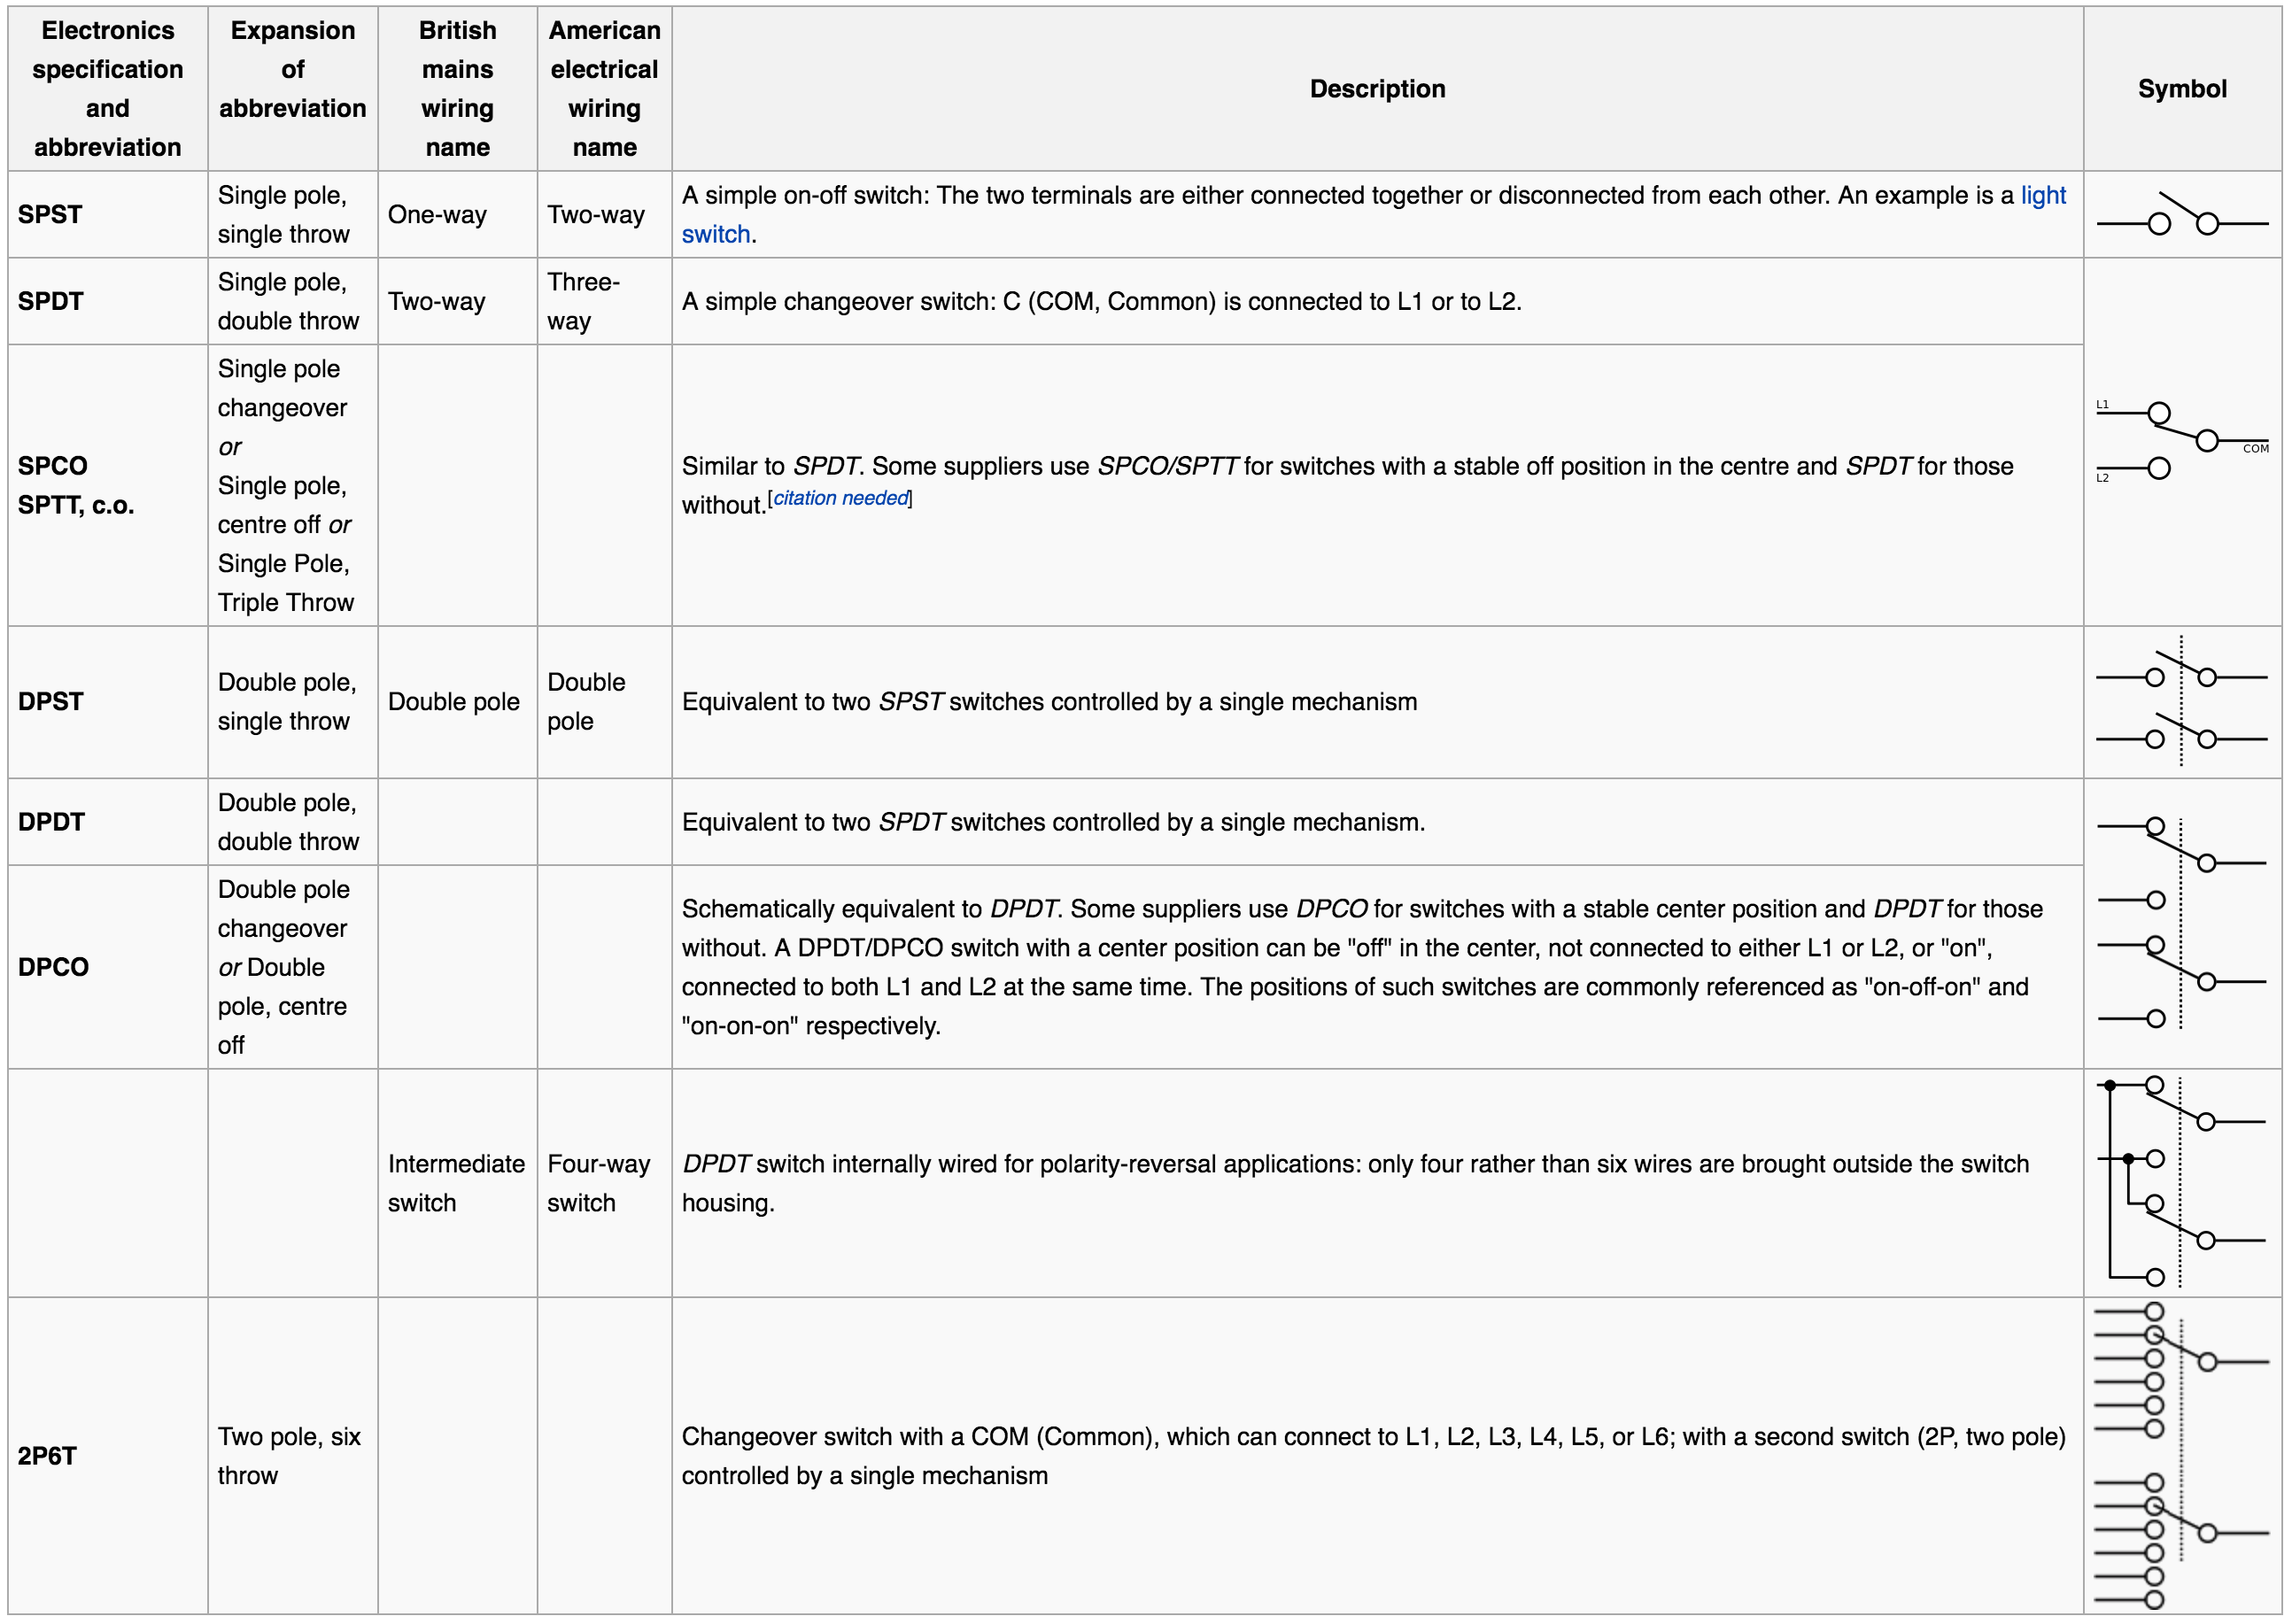 Electronics
specification
and
abbreviation
Expansion
of
abbreviation
British
mains
wiring
name
American
electrical
wiring
name
Description
Symbol
SPST
Single pole,
single throw
One-way
Two-way
A simple on-off switch: The two terminals are either connected together or disconnected from each other. An example is a light
switch.
SPDT
Single pole,
double throw
Two-way
Three-
way
A simple changeover switch: C (COM, Common) is connected to L1 or to L2.
L1
COM
L2
SPCO
SPTT, c.o.
Single pole
changeover
or
Single pole,
centre off or
Single Pole,
Triple Throw
Similar to SPDT. Some suppliers use SPCO/SPTT for switches with a stable off position in the centre and SPDT for those
without.[citation needed]
DPST
Double pole,
single throw
Double pole
Double
pole
Equivalent to two SPST switches controlled by a single mechanism
DPDT
Double pole,
double throw
Equivalent to two SPDT switches controlled by a single mechanism.
DPCO
Double pole
changeover
or Double
pole, centre
off
Schematically equivalent to DPDT. Some suppliers use DPCO for switches with a stable center position and DPDT for those
without. A DPDT/DPCO switch with a center position can be "off" in the center, not connected to either L1 or L2, or "on",
connected to both L1 and L2 at the same time. The positions of such switches are commonly referenced as "on-off-on" and
"on-on-on" respectively.
Intermediate
switch
Four-way
switch
DPDT switch internally wired for polarity-reversal applications: only four rather than six wires are brought outside the switch
housing.
2P6T
Two pole, six
throw
Changeover switch with a COM (Common), which can connect to L1, L2, L3, L4, L5, or L6; with a second switch (2P, two pole)
controlled by a single mechanism